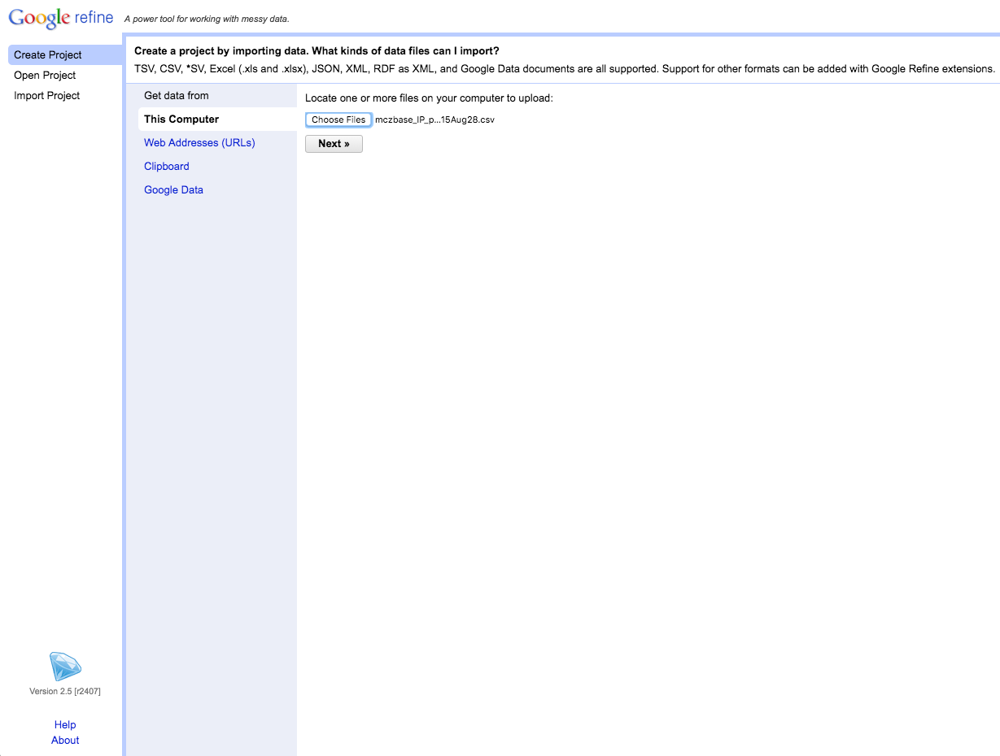 Google refine A power tool for working with messy data.
Create Project
Open Project
Import Project
Create a project by importing data. What kinds of data files can I import?
TSV, CSV, *SV, Excel (.xls and .xlsx), JSON, XML, RDF as XML, and Google Data documents are all supported. Support for other formats can be added with Google Refine extensions.
Get data from
This Computer
Web Addresses (URLs)
Clipboard
Google Data
Locate one or more files on your computer to upload:
Choose Files mczbase_IP_p...15Aug28.csv
Next »
Version 2.5 [r2407]
Help
About